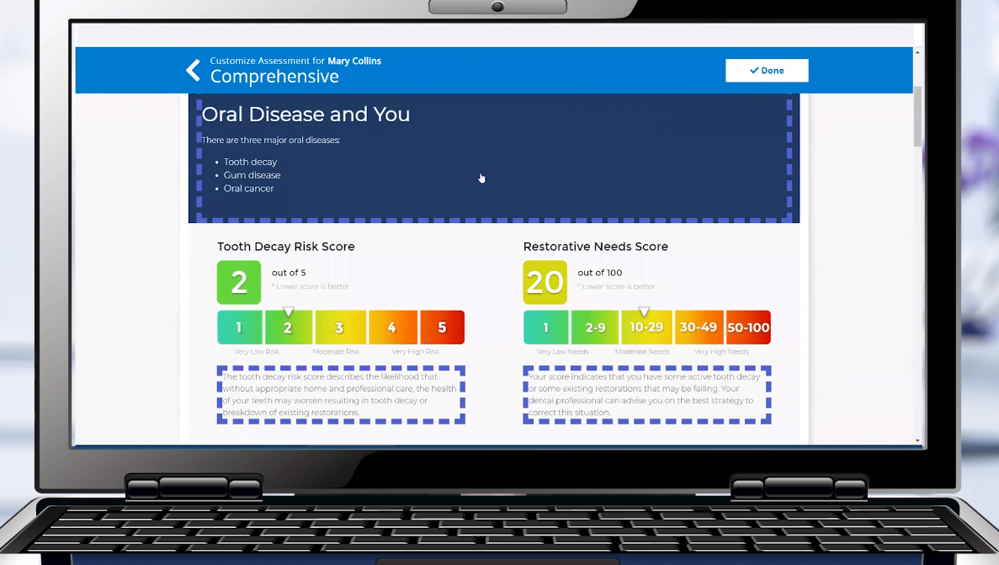 Customize Assessment for Mary Collins
Comprehensive
Done
Oral Disease and You
There are three major oral diseases:
• Tooth decay
• Gum disease
• Oral cancer
Tooth Decay Risk Score
2
out of 5
* Lower score is better
1 2 3 4 5
Very Low Risk Moderate Risk Very High Risk
The tooth decay risk score describes the likelihood that
without appropriate home and professional care, the health
of your teeth may worsen resulting in tooth decay or
breakdown of existing restorations.
Restorative Needs Score
20
out of 100
* Lower score is better
1 2-9 10-29 30-49 50-100
Very Low Needs Moderate Needs Very High Needs
Your score indicates that you have some active tooth decay
or some existing restorations that may be failing. Your
dental professional can advise you on the best strategy to
correct this situation.